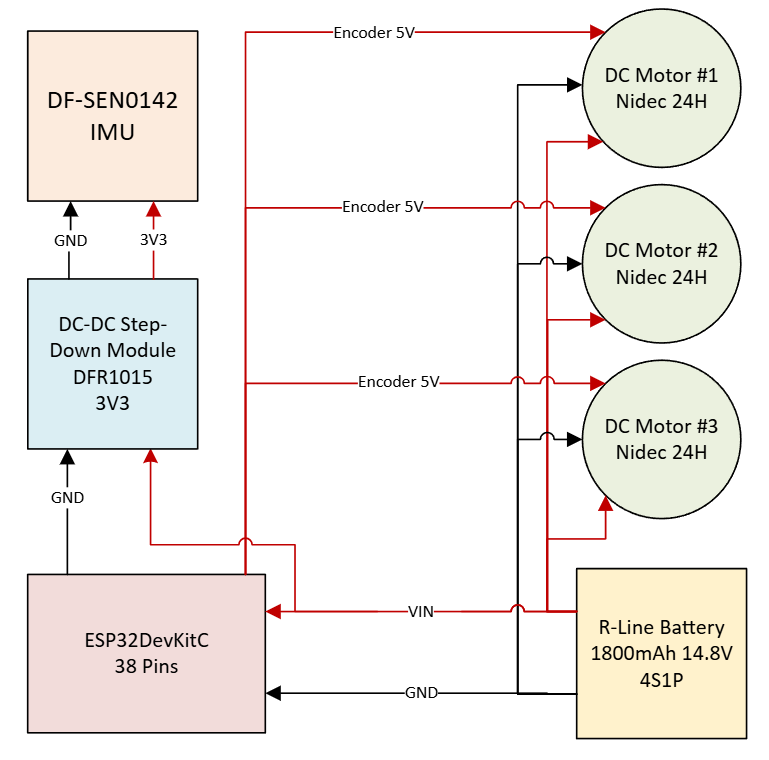 Encoder 5V
DF-SEN0142
IMU
DC Motor #1
Nidec 24H
Encoder 5V
GND
3V3
DC Motor #2
Nidec 24H
DC-DC Step-
Down Module
DFR1015
3V3
Encoder 5V
DC Motor #3
Nidec 24H
GND
VIN
ESP32DevKitC
38 Pins
R-Line Battery
1800mAh 14.8V
4S1P
GND